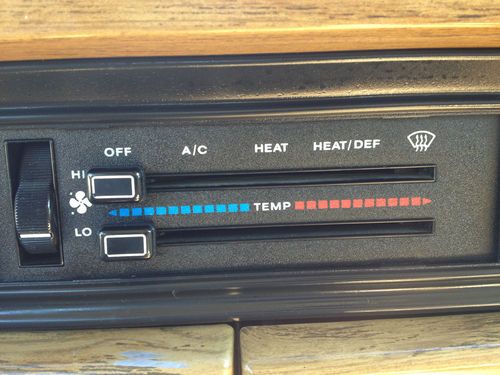 OFF A/C HEAT HEAT/DEF
HI
TEMP
LO